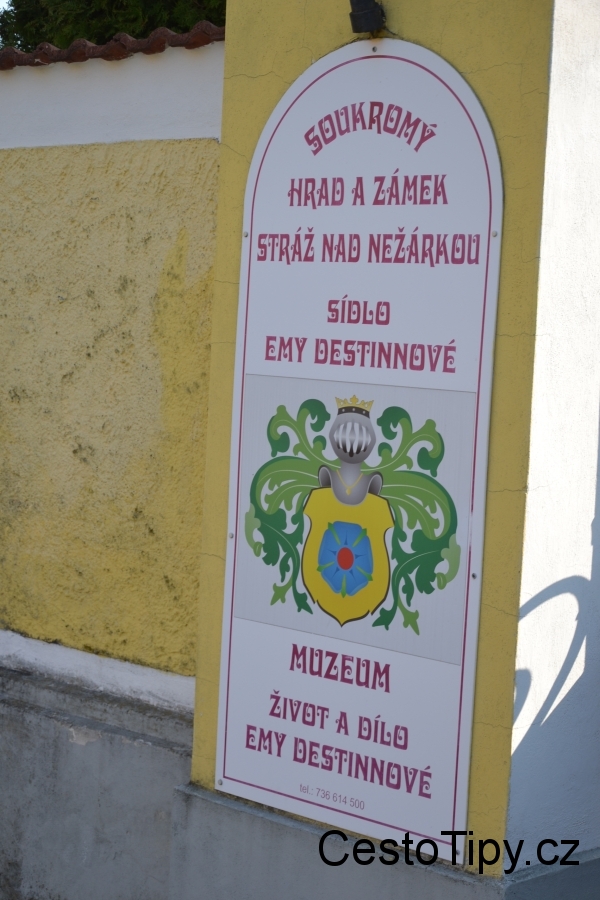 SOUKROMÝ
HRAD A ZÁMEK
STRÁŽ NAD NEŽÁRKOU
SÍDLO
EMY DESTINNOVÉ
MUZEUM
ŽIVOT A DÍLO
EMY DESTINNOVÉ
tel.: 736 614 500
CestoTipy.cz